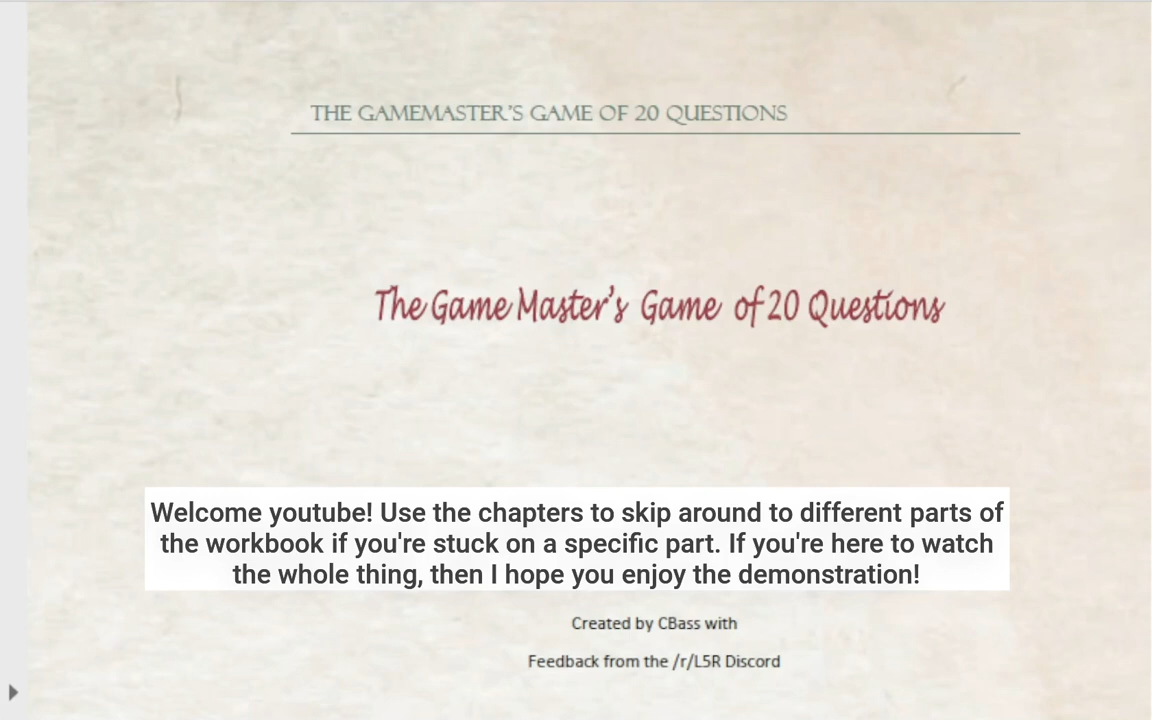 THE GAMEMASTER'S GAME OF 20 QUESTIONS
The Game Master's Game of 20 Questions
Welcome youtube! Use the chapters to skip around to different parts of
the workbook if you're stuck on a specific part. If you're here to watch
the whole thing, then I hope you enjoy the demonstration!
Created by CBass with
Feedback from the /r/L5R Discord